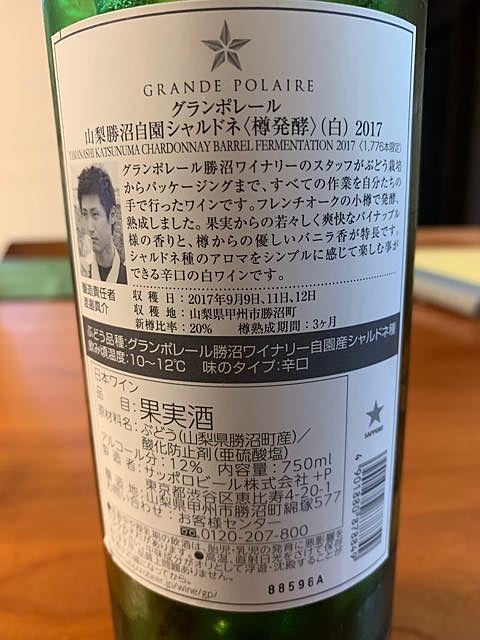 GRANDE POLAIRE
グランポレール
山梨勝沼自園シャルドネ〈樽発酵〉(白) 2017
YAMANASHI KATSUNUMA CHARDONNAY BARREL FERMENTATION 2017 〈1,776本限定〉
グランポレール勝沼ワイナリーのスタッフがぶどう栽培
からパッケージングまで、すべての作業を自分たちの
手で行ったワインです。フレンチオークの小樽で発酵、
熟成しました。果実からの若々しく爽快なパイナップル
様の香りと、樽からの優しいバニラ香が特長です。
シャルドネ種のアロマをシンプルに感じて楽しむ事が
できる辛口の白ワインです。
醸造責任者
収穫日:2017年9月9日、11日、12日
収穫地:山梨県甲州市勝沼町
新樽比率:20% 樽熟成期間:3ヶ月
ぶどう品種:グランポレール勝沼ワイナリー自園産シャルドネ種
飲み頃温度:10~12℃ 味のタイプ:辛口
日本ワイン
品目:果実酒
原材料名:ぶどう(山梨県勝沼町産)/
酸化防止剤(亜硫酸塩)
アルコール分:12% 内容量:750ml
製造者:サッポロビール株式会社 +P
東京都渋谷区恵比寿4-20-1
製造場:山梨県甲州市勝沼町綿塚577
お問い合わせ:お客様センター
0120-207-800
SAPPORO
4901880878849
88596A